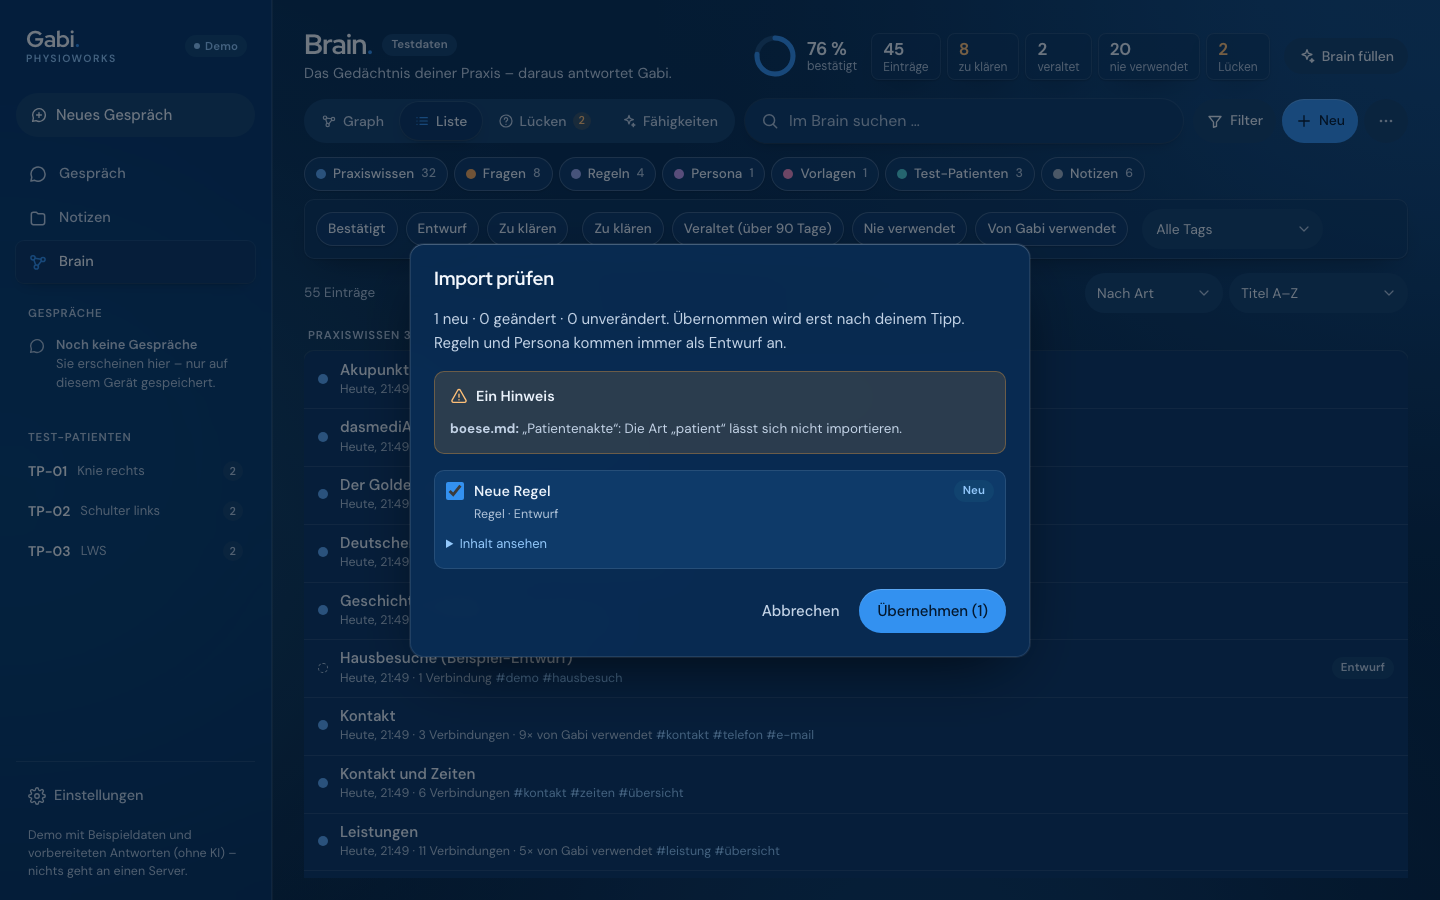 Gabi.
PHYSIOWORKS
Demo
Neues Gespräch
Gespräch
Notizen
Brain
GESPRÄCHE
Noch keine Gespräche
Sie erscheinen hier – nur auf
diesem Gerät gespeichert.
TEST-PATIENTEN
TP-01 Knie rechts 2
TP-02 Schulter links 2
TP-03 LWS 2
Einstellungen
Demo mit Beispieldaten und
vorbereiteten Antworten (ohne KI) –
nichts geht an einen Server.
Brain. Testdaten
Das Gedächtnis deiner Praxis – daraus antwortet Gabi.
76 % bestätigt
45 Einträge
8 zu klären
2 veraltet
20 nie verwendet
2 Lücken
Brain füllen
Graph Liste Lücken 2 Fähigkeiten
Im Brain suchen …
Filter
Neu
Praxiswissen 32 Fragen 8 Regeln 4 Persona 1 Vorlagen 1 Test-Patienten 3 Notizen 6
Bestätigt Entwurf Zu klären Zu klären Veraltet (über 90 Tage) Nie verwendet Von Gabi verwendet Alle Tags
55 Einträge
Nach Art Titel A–Z
PRAXISWISSEN 3
Import prüfen
1 neu · 0 geändert · 0 unverändert. Übernommen wird erst nach deinem Tipp.
Regeln und Persona kommen immer als Entwurf an.
Ein Hinweis
boese.md: „Patientenakte“: Die Art „patient“ lässt sich nicht importieren.
Neue Regel Neu
Regel · Entwurf
Inhalt ansehen
Abbrechen Übernehmen (1)
Akupunkt
Heute, 21:49
dasmediA
Heute, 21:49
Der Golde
Heute, 21:49
Deutsche
Heute, 21:49
Geschicht
Heute, 21:49
Hausbesuche (Beispiel-Entwurf)
Heute, 21:49 · 1 Verbindung #demo #hausbesuch
Entwurf
Kontakt
Heute, 21:49 · 3 Verbindungen · 9× von Gabi verwendet #kontakt #telefon #e-mail
Kontakt und Zeiten
Heute, 21:49 · 6 Verbindungen #kontakt #zeiten #übersicht
Leistungen
Heute, 21:49 · 11 Verbindungen · 5× von Gabi verwendet #leistung #übersicht